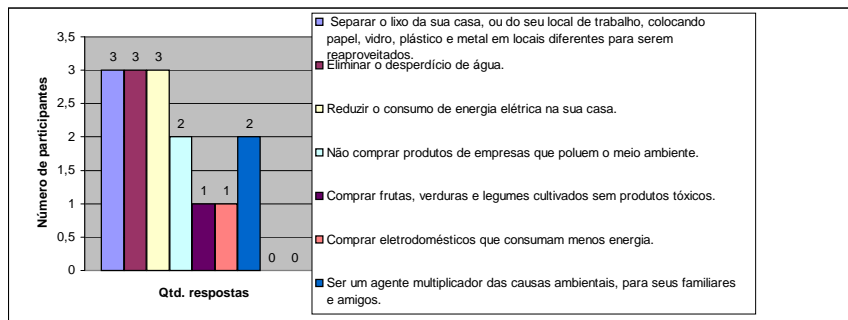 3,5
3
2,5
2
1,5
1
0,5
0
Número de participantes
3
3
3
2
1
1
2
0
0
Qtd. respostas
Separar o lixo da sua casa, ou do seu local de trabalho, colocando
papel, vidro, plástico e metal em locais diferentes para serem
reaproveitados.
Eliminar o desperdício de água.
Reduzir o consumo de energia elétrica na sua casa.
Não comprar produtos de empresas que poluem o meio ambiente.
Comprar frutas, verduras e legumes cultivados sem produtos tóxicos.
Comprar eletrodomésticos que consumam menos energia.
Ser um agente multiplicador das causas ambientais, para seus familiares
e amigos.